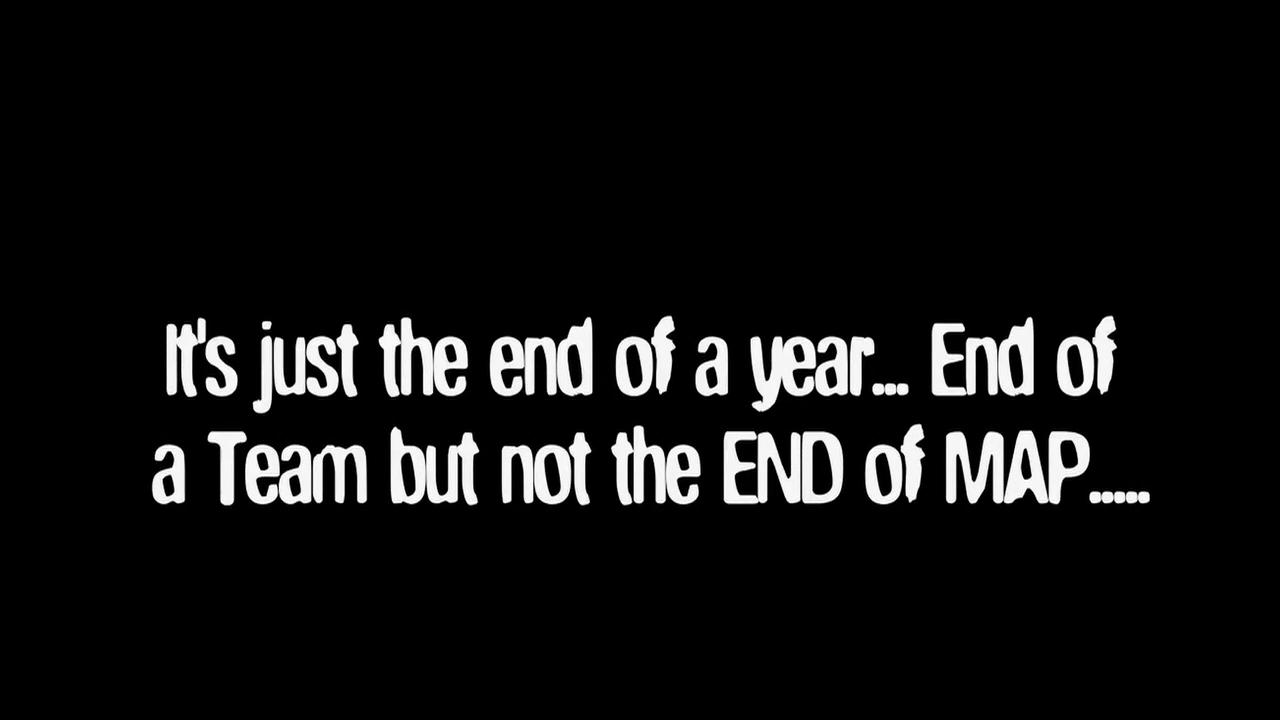 It's just the end of a year... End of
a Team but not the END of MAP.....